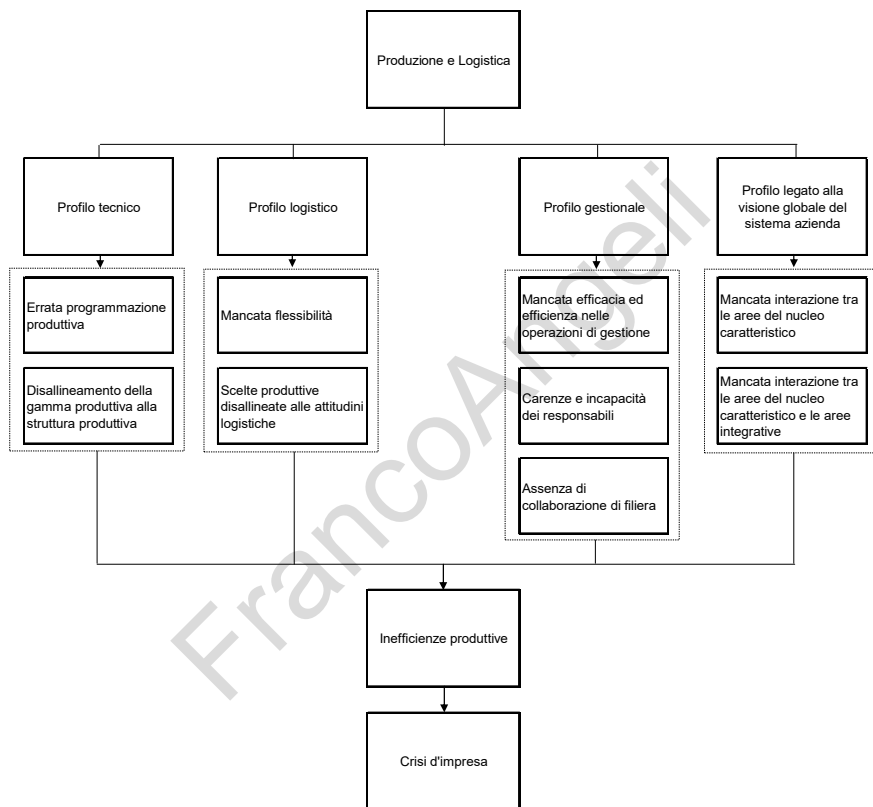 Produzione e Logistica
Profilo tecnico
Profilo logistico
Profilo gestionale
Profilo legato alla
visione globale del
sistema azienda
Errata programmazione
produttiva
Disallineamento della
gamma produttiva alla
struttura produttiva
Mancata flessibilità
Scelte produttive
disallineate alle attitudini
logistiche
Mancata efficacia ed
efficienza nelle
operazioni di gestione
Carenze e incapacità
dei responsabili
Assenza di
collaborazione di filiera
Mancata interazione tra
le aree del nucleo
caratteristico
Mancata interazione tra
le aree del nucleo
caratteristico e le aree
integrative
Inefficienze produttive
Crisi d'impresa
FrancoAngeli